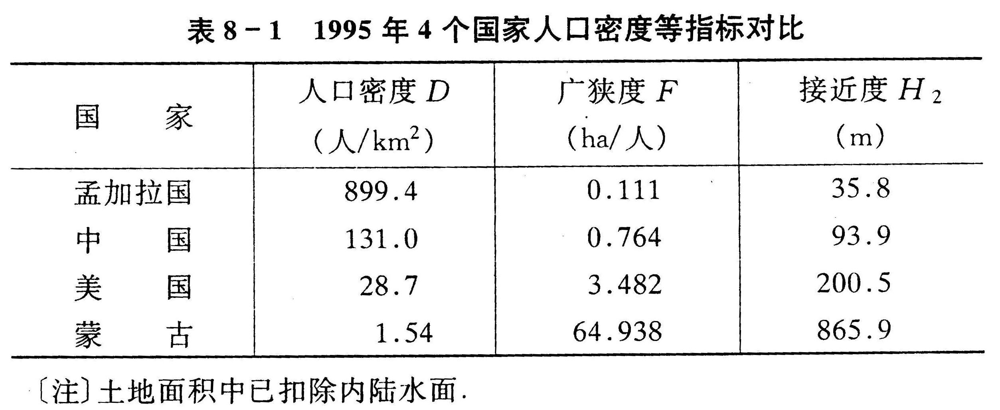 表 8-1 1995 年 4 个国家人口密度等指标对比
国 家 人口密度 D (人/km²) 广狭度 F (ha/人) 接近度 H₂ (m)
孟加拉国 899.4 0.111 35.8
中 国 131.0 0.764 93.9
美 国 28.7 3.482 200.5
蒙 古 1.54 64.938 865.9
〔注〕土地面积中已扣除内陆水面.